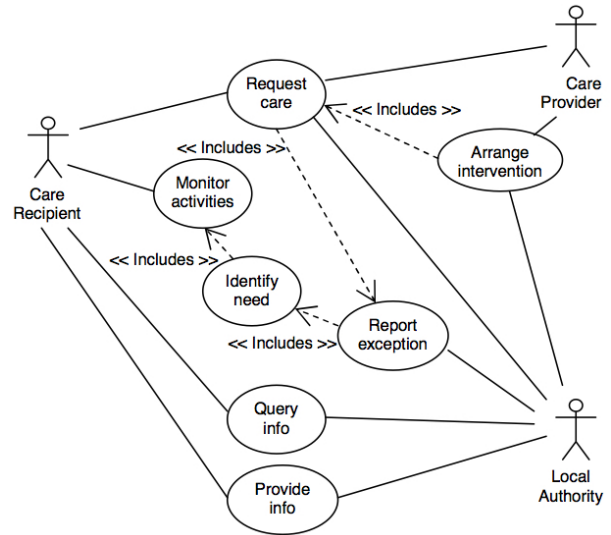 Request
care
Care
Provider
<< Includes >>
Arrange
intervention
<< Includes >>
Care
Recipient
Monitor
activities
<< Includes >>
Identify
need
Report
exception
<< Includes >>
Query
info
Local
Authority
Provide
info